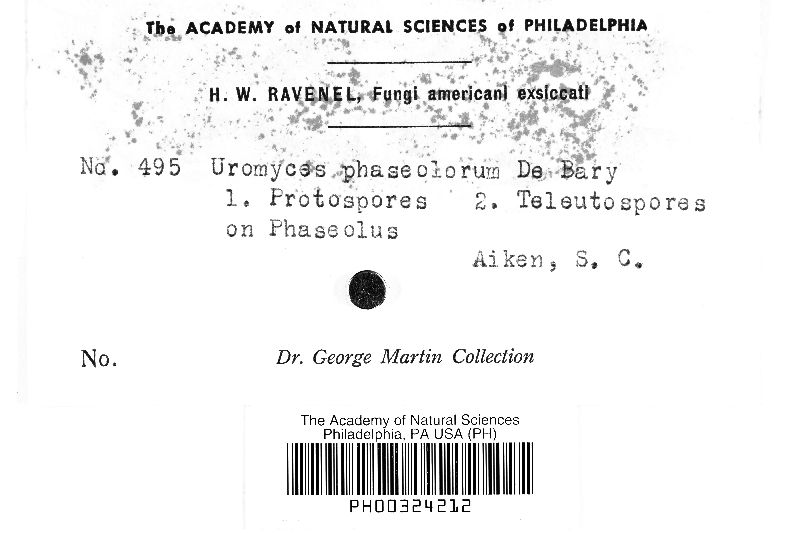 The ACADEMY of NATURAL SCIENCES of PHILADELPHIA
H. W. RAVENEL, Fungi americani exsiccati
No. 495 Uromyces phaseolorum De Bary
1. Protospores 2. Teleutospores
on Phaseolus
Aiken, S. C.
No. Dr. George Martin Collection
The Academy of Natural Sciences
Philadelphia, PA USA (PH)
PH00324212